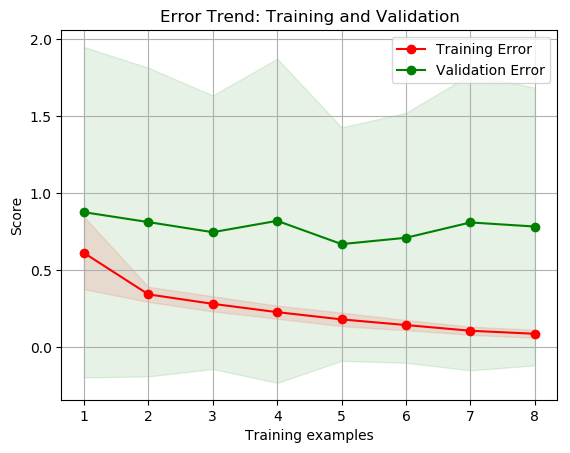 Error Trend: Training and Validation
Training Error
Validation Error
2.0
1.5
1.0
0.5
0.0
Score
1 2 3 4 5 6 7 8
Training examples